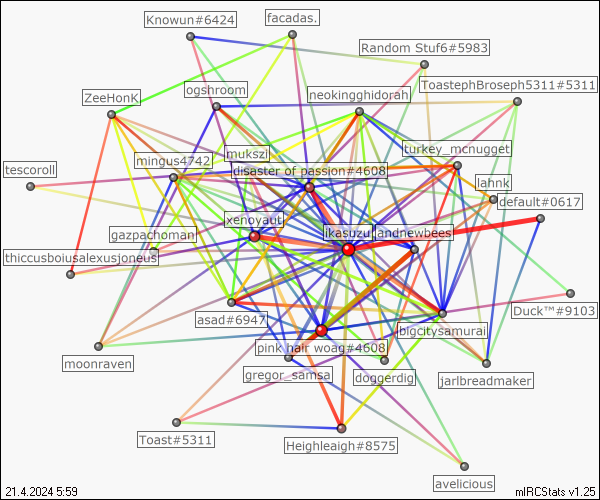 Knowun#6424
facadas.
Random Stuf6#5983
ToastephBroseph5311#5311
ogshroom
neokingghidorah
ZeeHonK
turkey_mcnugget
mukszi
mingus4742
disaster of passion#4608
tescoroll
lahnk
default#0617
xenoyaut
ikasuzu
andnewbees
gazpachoman
thiccusboiusalexusjoneus
Duck™#9103
asad#6947
bigcitysamurai
pink hair woag#4608
moonraven
gregor_samsa
doggerdig
jarlbreadmaker
Toast#5311
Heighleaigh#8575
avelicious
21.4.2024 5:59
mIRCStats v1.25